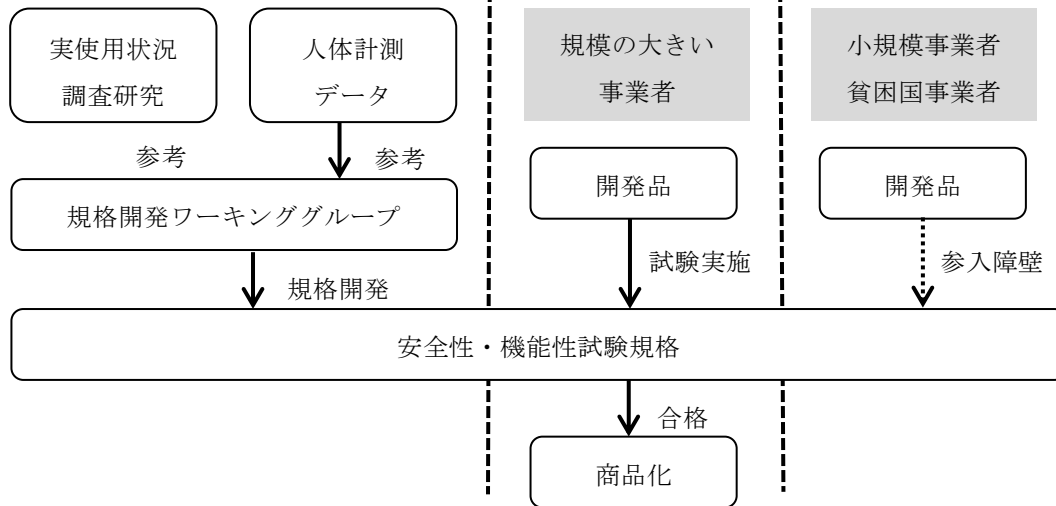 実使用状況
調査研究
人体計測
データ
規模の大きい
事業者
小規模事業者
貧困国事業者
参考
参考
開発品
開発品
規格開発ワーキンググループ
試験実施
参入障壁
規格開発
安全性・機能性試験規格
合格
商品化